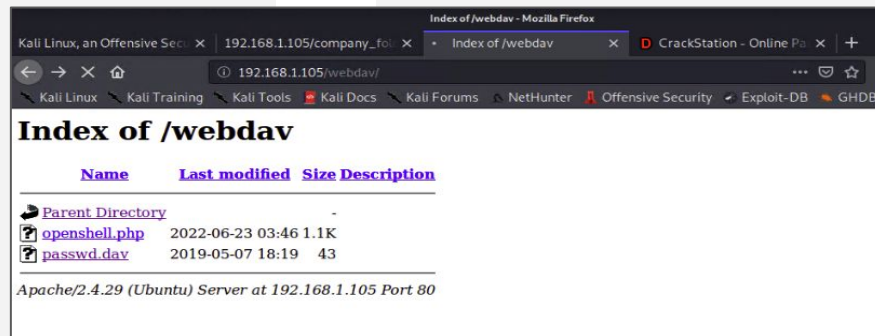 Index of /webdav - Mozilla Firefox
Kali Linux, an Offensive Secu 192.168.1.105/company_fol Index of /webdav CrackStation - Online Pa
192.168.1.105/webdav/
Kali Linux Kali Training Kali Tools Kali Docs Kali Forums NetHunter Offensive Security Exploit-DB GHDB
Index of /webdav
Name Last modified Size Description
Parent Directory -
openshell.php 2022-06-23 03:46 1.1K
passwd.dav 2019-05-07 18:19 43
Apache/2.4.29 (Ubuntu) Server at 192.168.1.105 Port 80